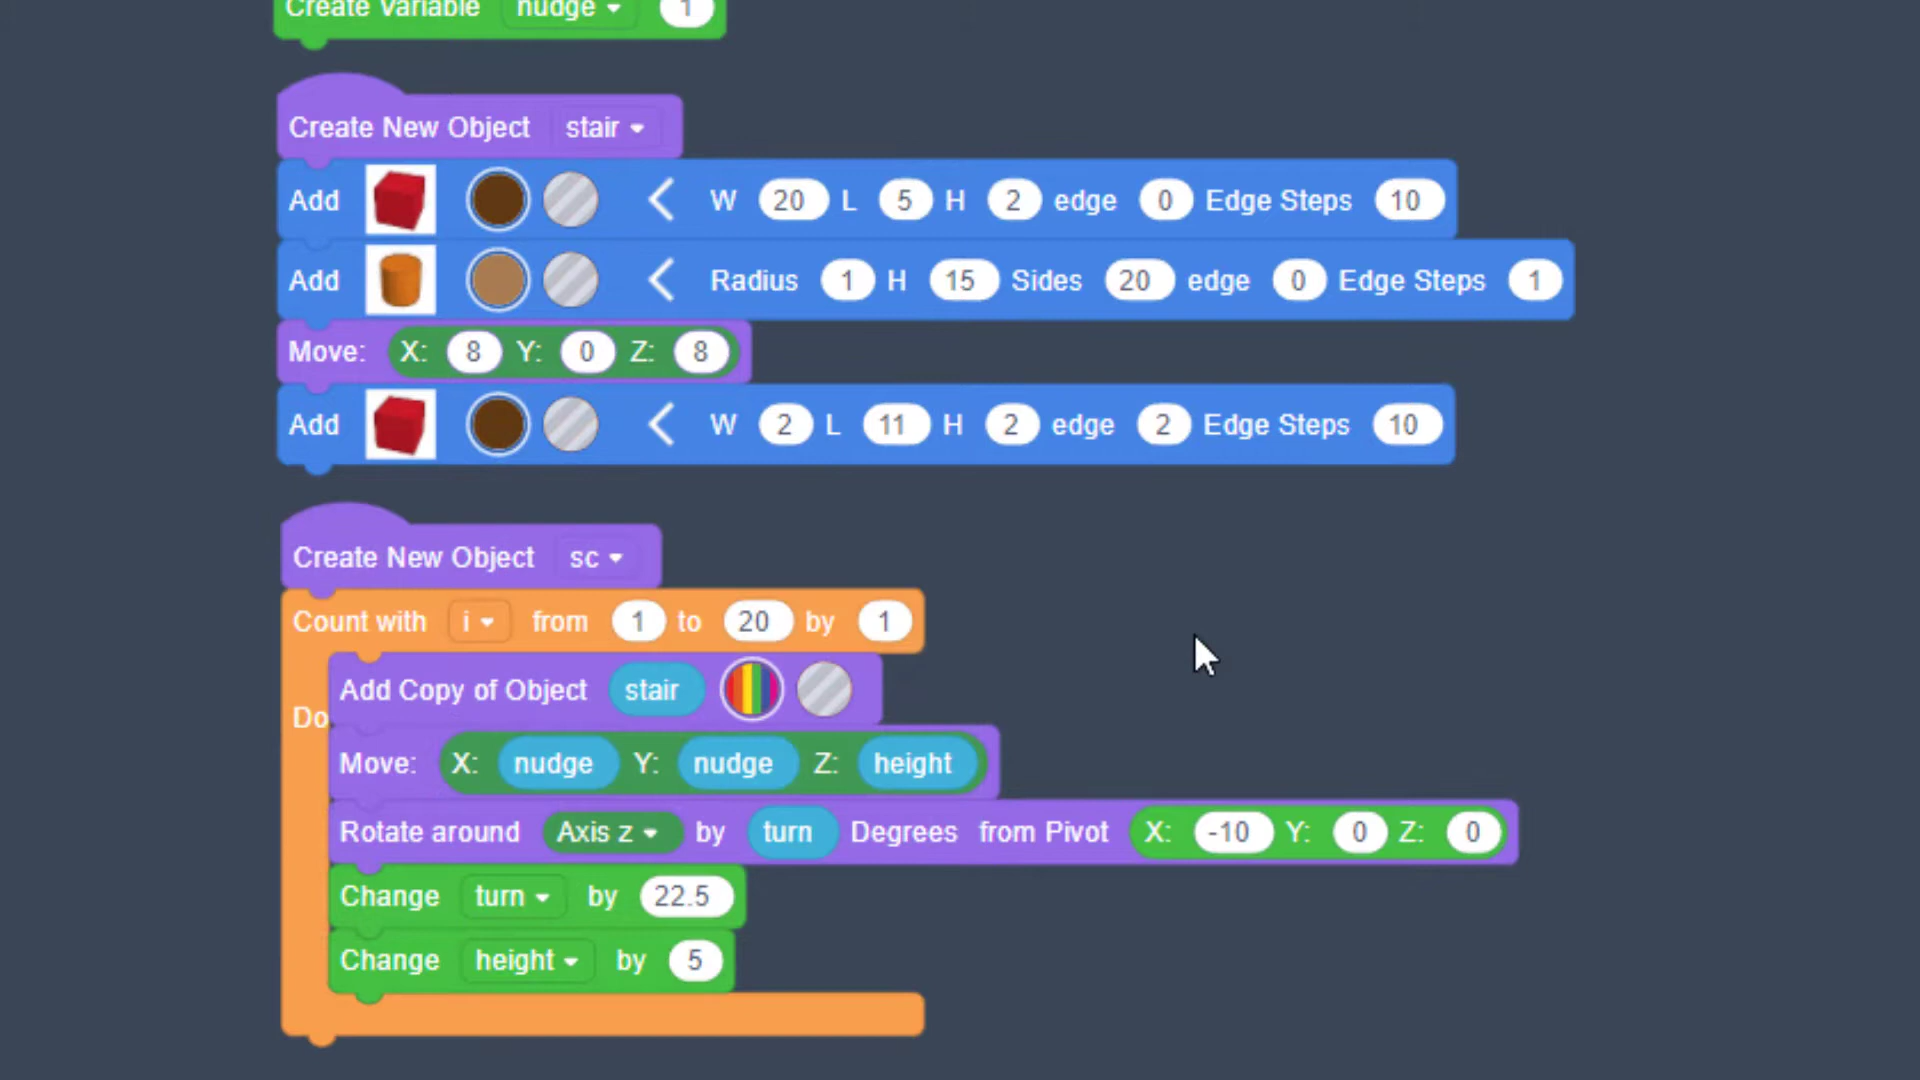 Create Variable nudge 1
Create New Object stair
Add W 20 L 5 H 2 edge 0 Edge Steps 10
Add Radius 1 H 15 Sides 20 edge 0 Edge Steps 1
Move: X: 8 Y: 0 Z: 8
Add W 2 L 11 H 2 edge 2 Edge Steps 10
Create New Object sc
Count with i from 1 to 20 by 1
Add Copy of Object stair
Do
Move: X: nudge Y: nudge Z: height
Rotate around Axis z by turn Degrees from Pivot X: -10 Y: 0 Z: 0
Change turn by 22.5
Change height by 5